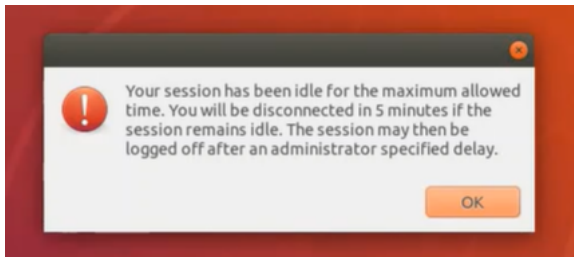 Your session has been idle for the maximum allowed
time. You will be disconnected in 5 minutes if the
session remains idle. The session may then be
logged off after an administrator specified delay.
OK